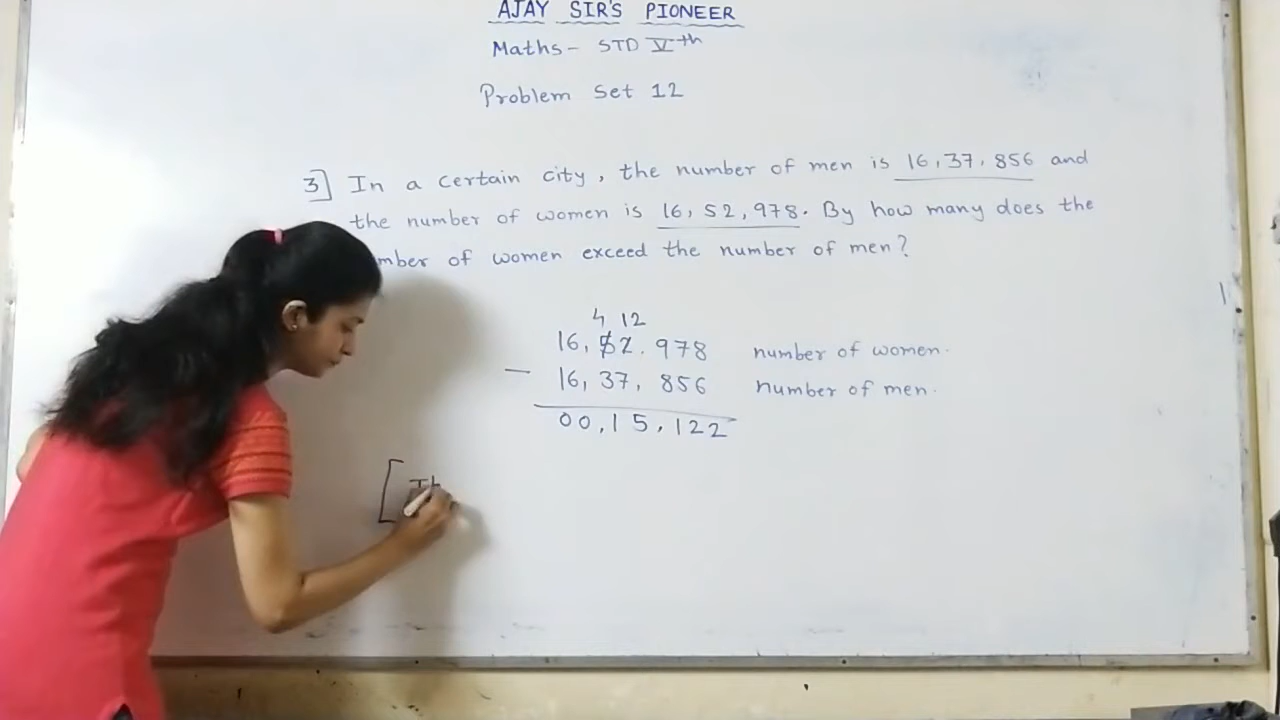 AJAY SIR'S PIONEER
Maths - STD Vth
Problem Set 12
3] In a certain city, the number of men is 16,37,856 and
the number of women is 16,52,978. By how many does the
mber of women exceed the number of men?
4 12
16,52.978 number of women.
— 16,37,856 number of men.
00,15,122
[ Th